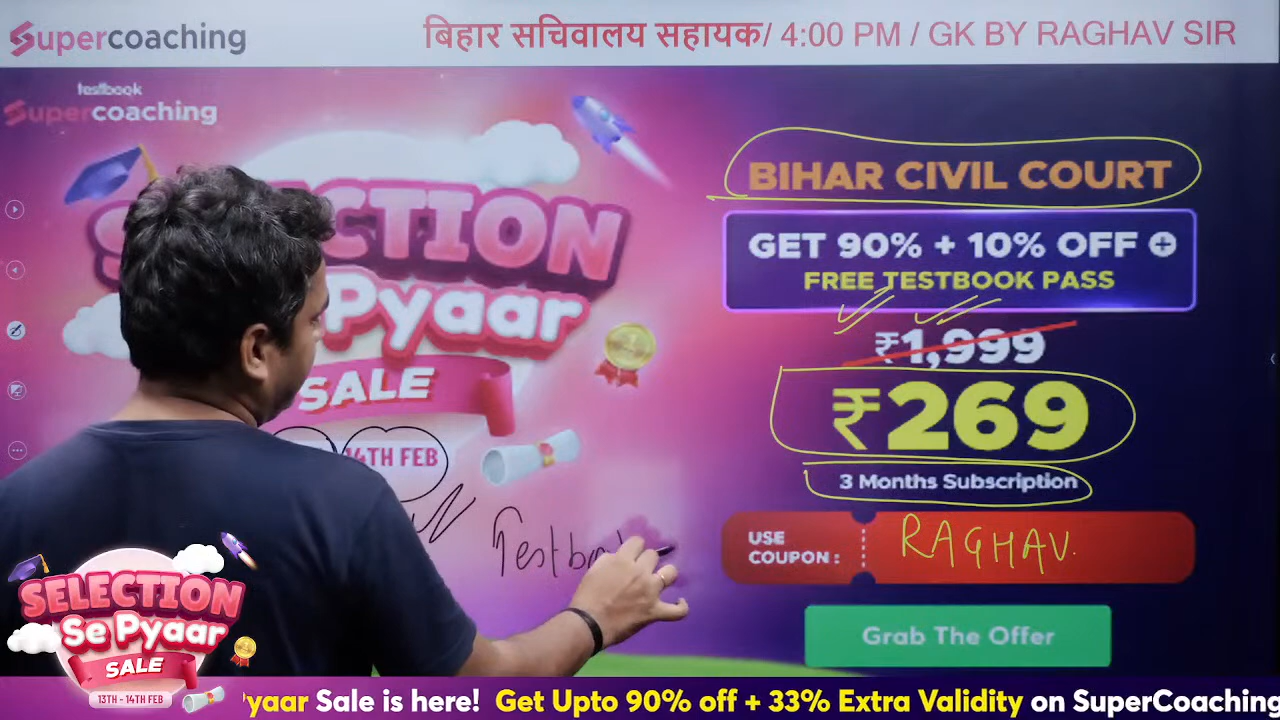 Supercoaching
बिहार सचिवालय सहायक/ 4:00 PM / GK BY RAGHAV SIR
testbook
Supercoaching
SELECTION
Se Pyaar
SALE
14TH FEB
BIHAR CIVIL COURT
GET 90% + 10% OFF +
FREE TESTBOOK PASS
₹1,999
₹269
3 Months Subscription
USE
COUPON :
RAGHAV.
Grab The Offer
SELECTION
Se Pyaar
SALE
13TH - 14TH FEB
yaar Sale is here! Get Upto 90% off + 33% Extra Validity on SuperCoaching